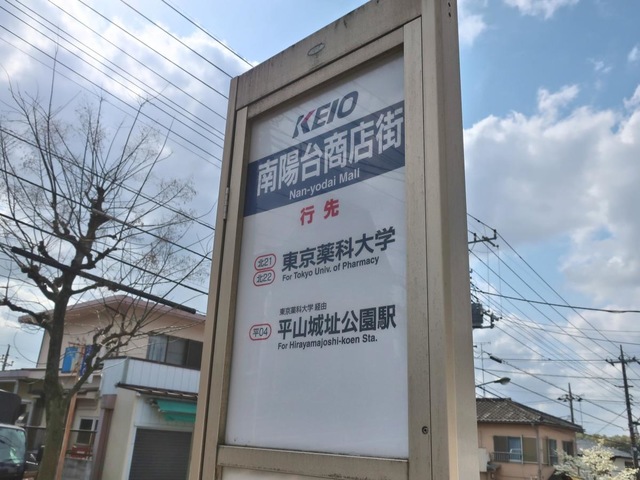 KEIO
南陽台商店街
Nan-yodai Mall
行先
北21
北22
東京薬科大学
For Tokyo Univ. of Pharmacy
東京薬科大学 経由
平04
平山城址公園駅
For Hirayamajoshi-koen Sta.